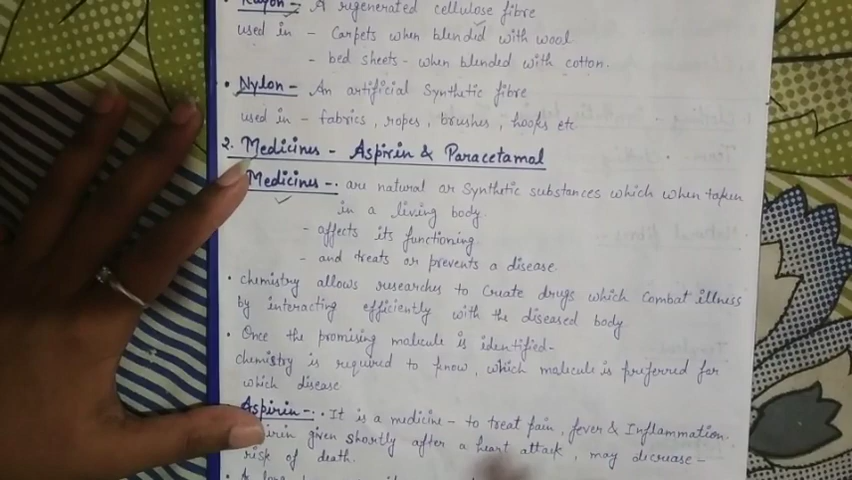 • Rayon - A regenerated cellulose fibre
used in - Carpets when blended with wool
- bed sheets - when blended with cotton.
• Nylon - An artificial Synthetic fibre
used in - fabrics, ropes, brushes, hooks etc
2. Medicines - Aspirin & Paracetamol
Medicines - • are natural or Synthetic substances which when taken
in a living body.
- affects its functioning.
- and treats or prevents a disease.
• chemistry allows researches to create drugs which combat illness
by interacting efficiently with the diseased body
• Once the promising malicule is identified -
chemistry is required to know, which malicule is preferred for
which disease
Aspirin - • It is a medicine - to treat pain, fever & Inflammation.
given shortly after a heart attack, may decrease -
risk of death.